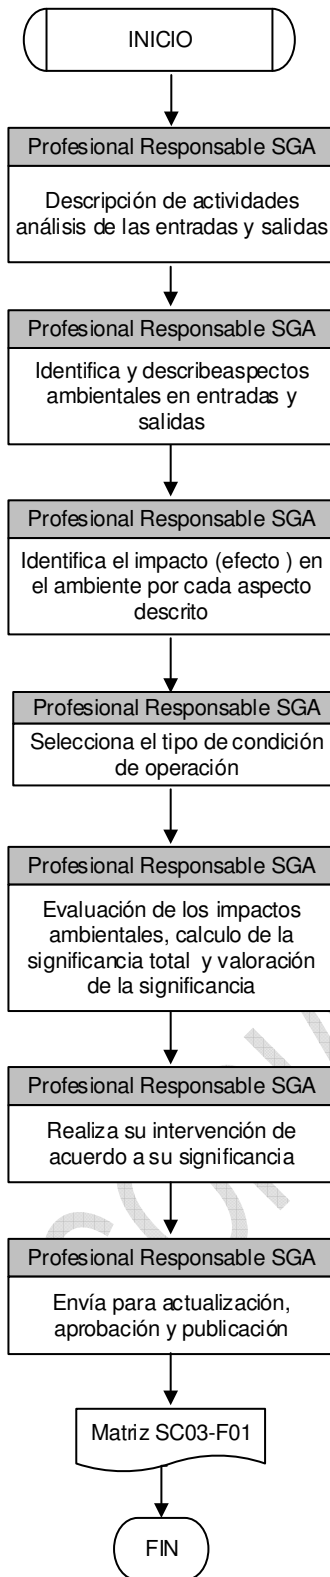 INICIO
Profesional Responsable SGA
Descripción de actividades
análisis de las entradas y salidas
Profesional Responsable SGA
Identifica y describeaspectos
ambientales en entradas y
salidas
Profesional Responsable SGA
Identifica el impacto (efecto ) en
el ambiente por cada aspecto
descrito
Profesional Responsable SGA
Selecciona el tipo de condición
de operación
Profesional Responsable SGA
Evaluación de los impactos
ambientales, calculo de la
significancia total y valoración
de la significancia
Profesional Responsable SGA
Realiza su intervención de
acuerdo a su significancia
Profesional Responsable SGA
Envía para actualización,
aprobación y publicación
Matriz SC03-F01
FIN